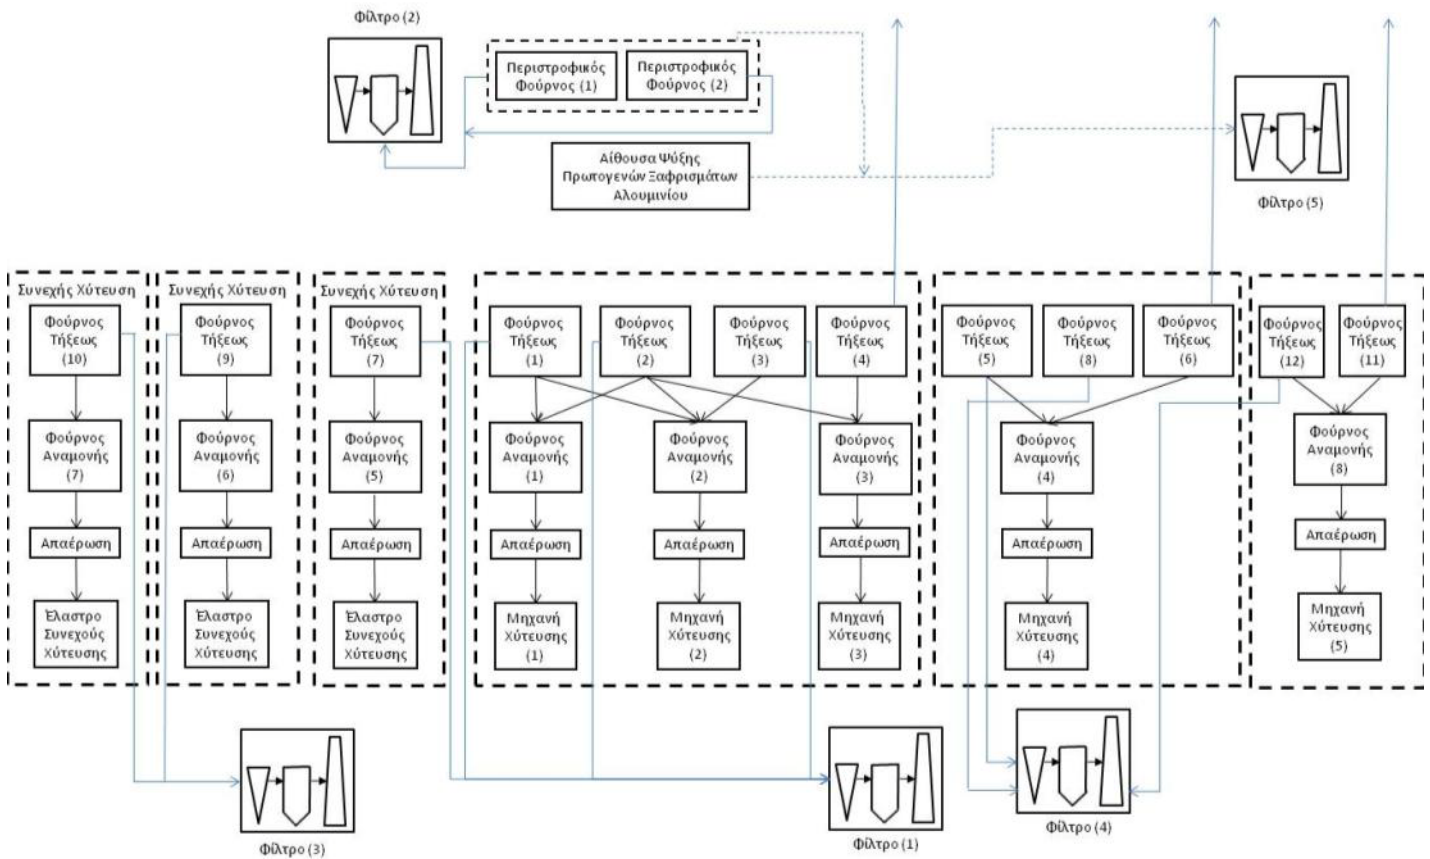 Φίλτρο (2)
Περιστροφικός
Φούρνος (1)
Περιστροφικός
Φούρνος (2)
Αίθουσα Ψύξης
Πρωτογενών Ξαφρισμάτων
Αλουμινίου
Φίλτρο (5)
Συνεχής Χύτευση
Φούρνος
Τήξεως
(10)
Φούρνος
Αναμονής
(7)
Απαέρωση
Έλαστρο
Συνεχούς
Χύτευσης
Συνεχής Χύτευση
Φούρνος
Τήξεως
(9)
Φούρνος
Αναμονής
(6)
Απαέρωση
Έλαστρο
Συνεχούς
Χύτευσης
Συνεχής Χύτευση
Φούρνος
Τήξεως
(7)
Φούρνος
Αναμονής
(5)
Απαέρωση
Έλαστρο
Συνεχούς
Χύτευσης
Φούρνος
Τήξεως
(1)
Φούρνος
Τήξεως
(2)
Φούρνος
Τήξεως
(3)
Φούρνος
Τήξεως
(4)
Φούρνος
Αναμονής
(1)
Φούρνος
Αναμονής
(2)
Φούρνος
Αναμονής
(3)
Απαέρωση
Απαέρωση
Απαέρωση
Μηχανή
Χύτευσης
(1)
Μηχανή
Χύτευσης
(2)
Μηχανή
Χύτευσης
(3)
Φούρνος
Τήξεως
(5)
Φούρνος
Τήξεως
(8)
Φούρνος
Τήξεως
(6)
Φούρνος
Αναμονής
(4)
Απαέρωση
Μηχανή
Χύτευσης
(4)
Φούρνος
Τήξεως
(12)
Φούρνος
Τήξεως
(11)
Φούρνος
Αναμονής
(8)
Απαέρωση
Μηχανή
Χύτευσης
(5)
Φίλτρο (3)
Φίλτρο (1)
Φίλτρο (4)